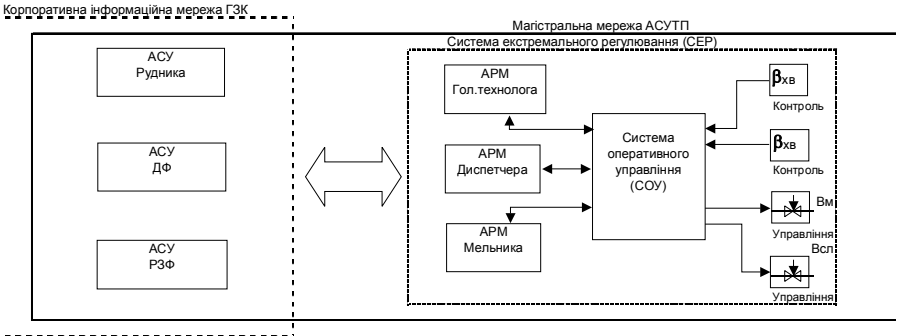 Корпоративна інформаційна мережа ГЗК
Магістральна мережа АСУТП
Система екстремального регулювання (СЕР)
АСУ
Рудника
АСУ
ДФ
АСУ
РЗФ
АРМ
Гол.технолога
АРМ
Диспетчера
АРМ
Мельника
Система
оперативного
управління
(СОУ)
βхв
Контроль
βхв
Контроль
Вм
Управління
Всл
Управління